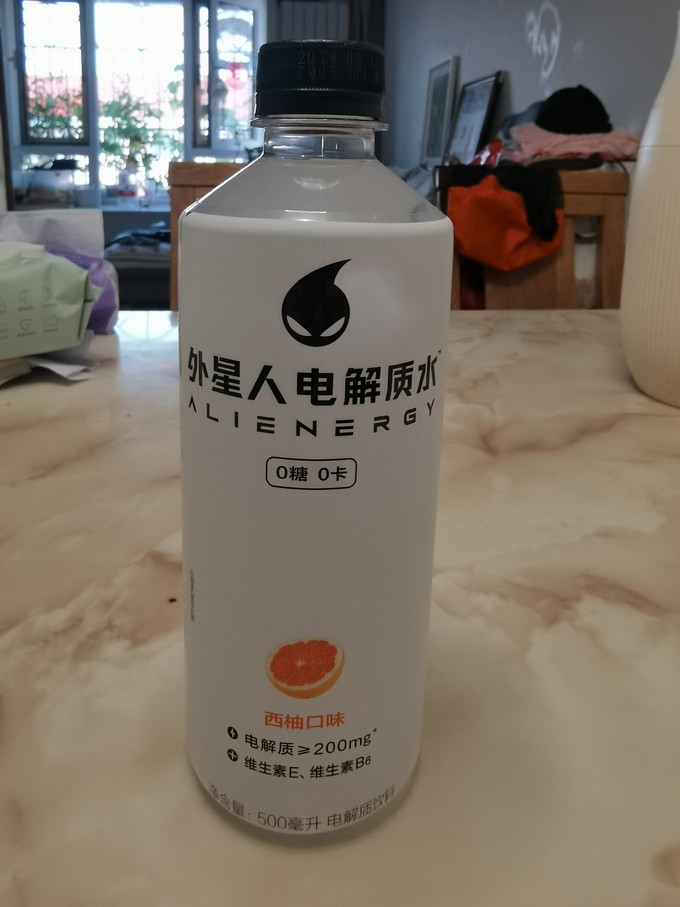 外星人电解质水
ALIENERGY
0糖 0卡
西柚口味
电解质≥200mg*
维生素E、维生素B6
净含量：500毫升 电解质饮料